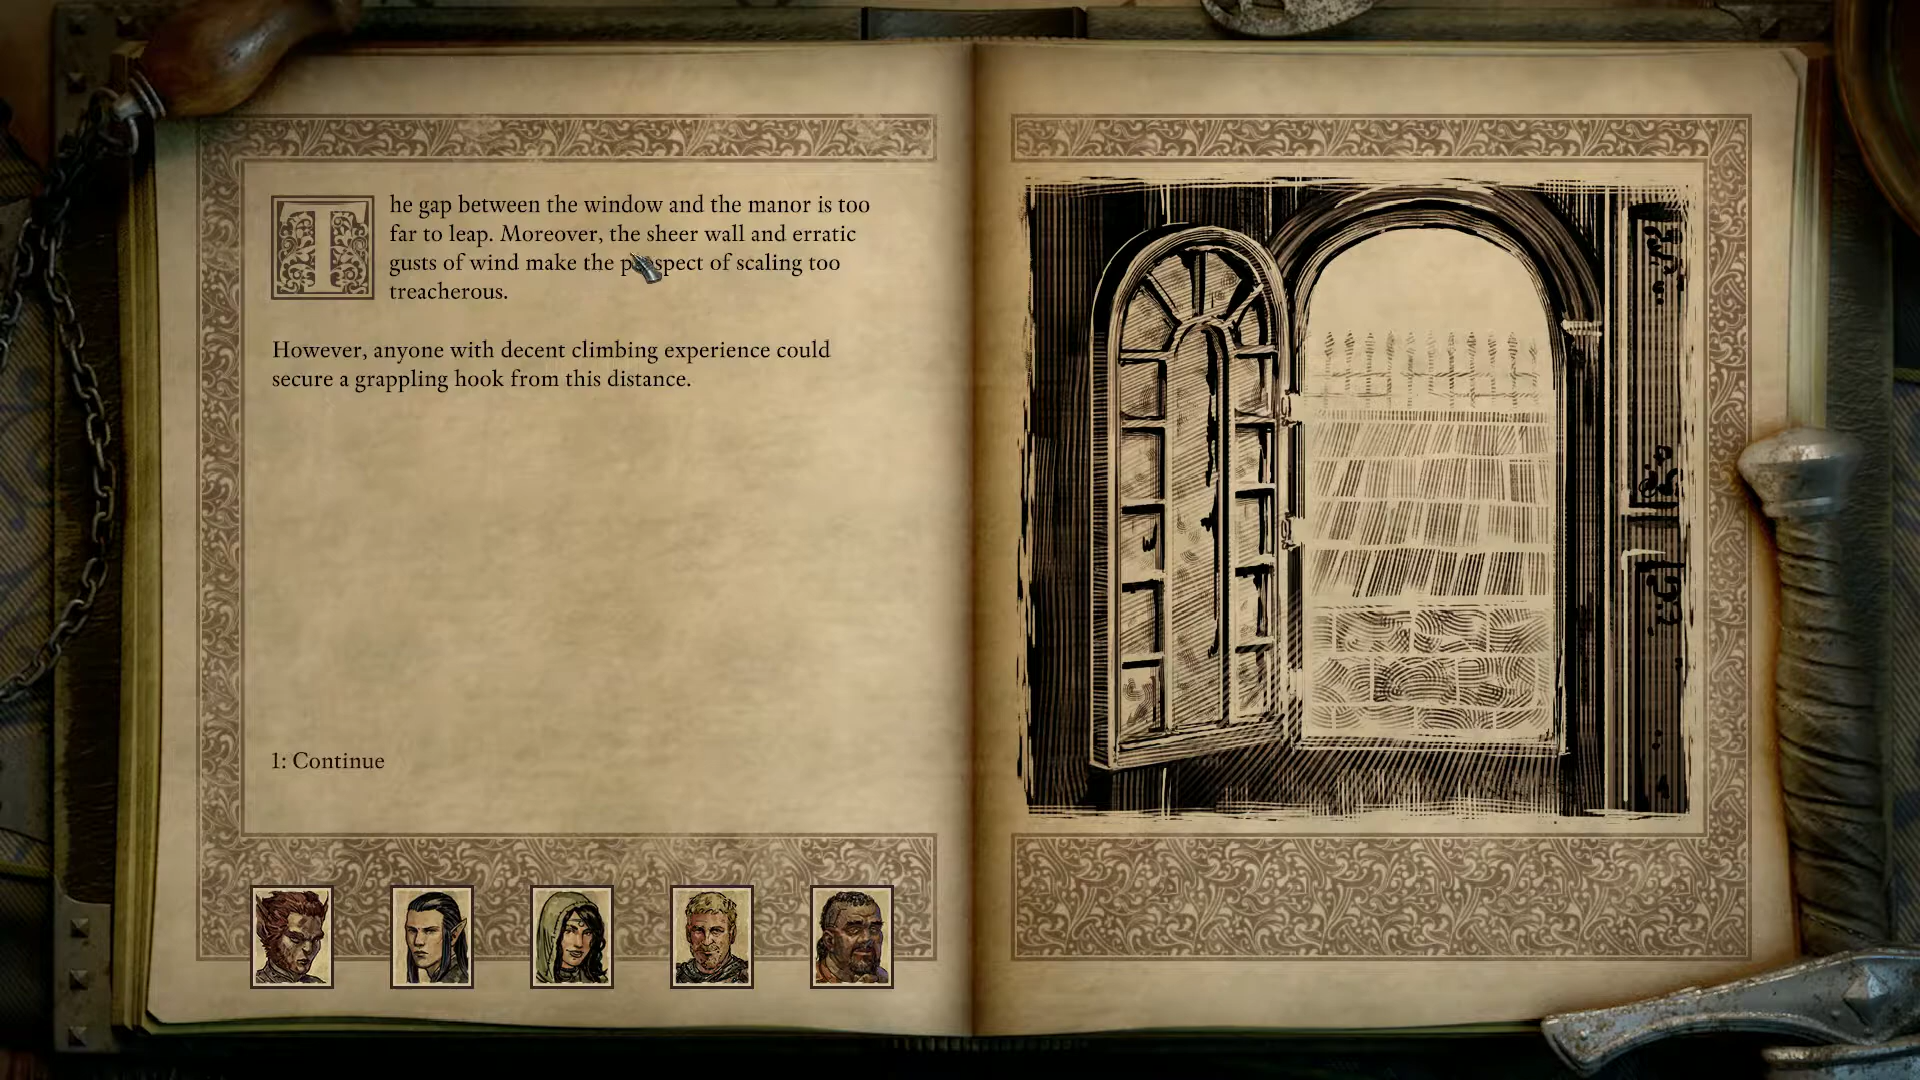 The gap between the window and the manor is too
far to leap. Moreover, the sheer wall and erratic
gusts of wind make the prospect of scaling too
treacherous.
However, anyone with decent climbing experience could
secure a grappling hook from this distance.
1: Continue